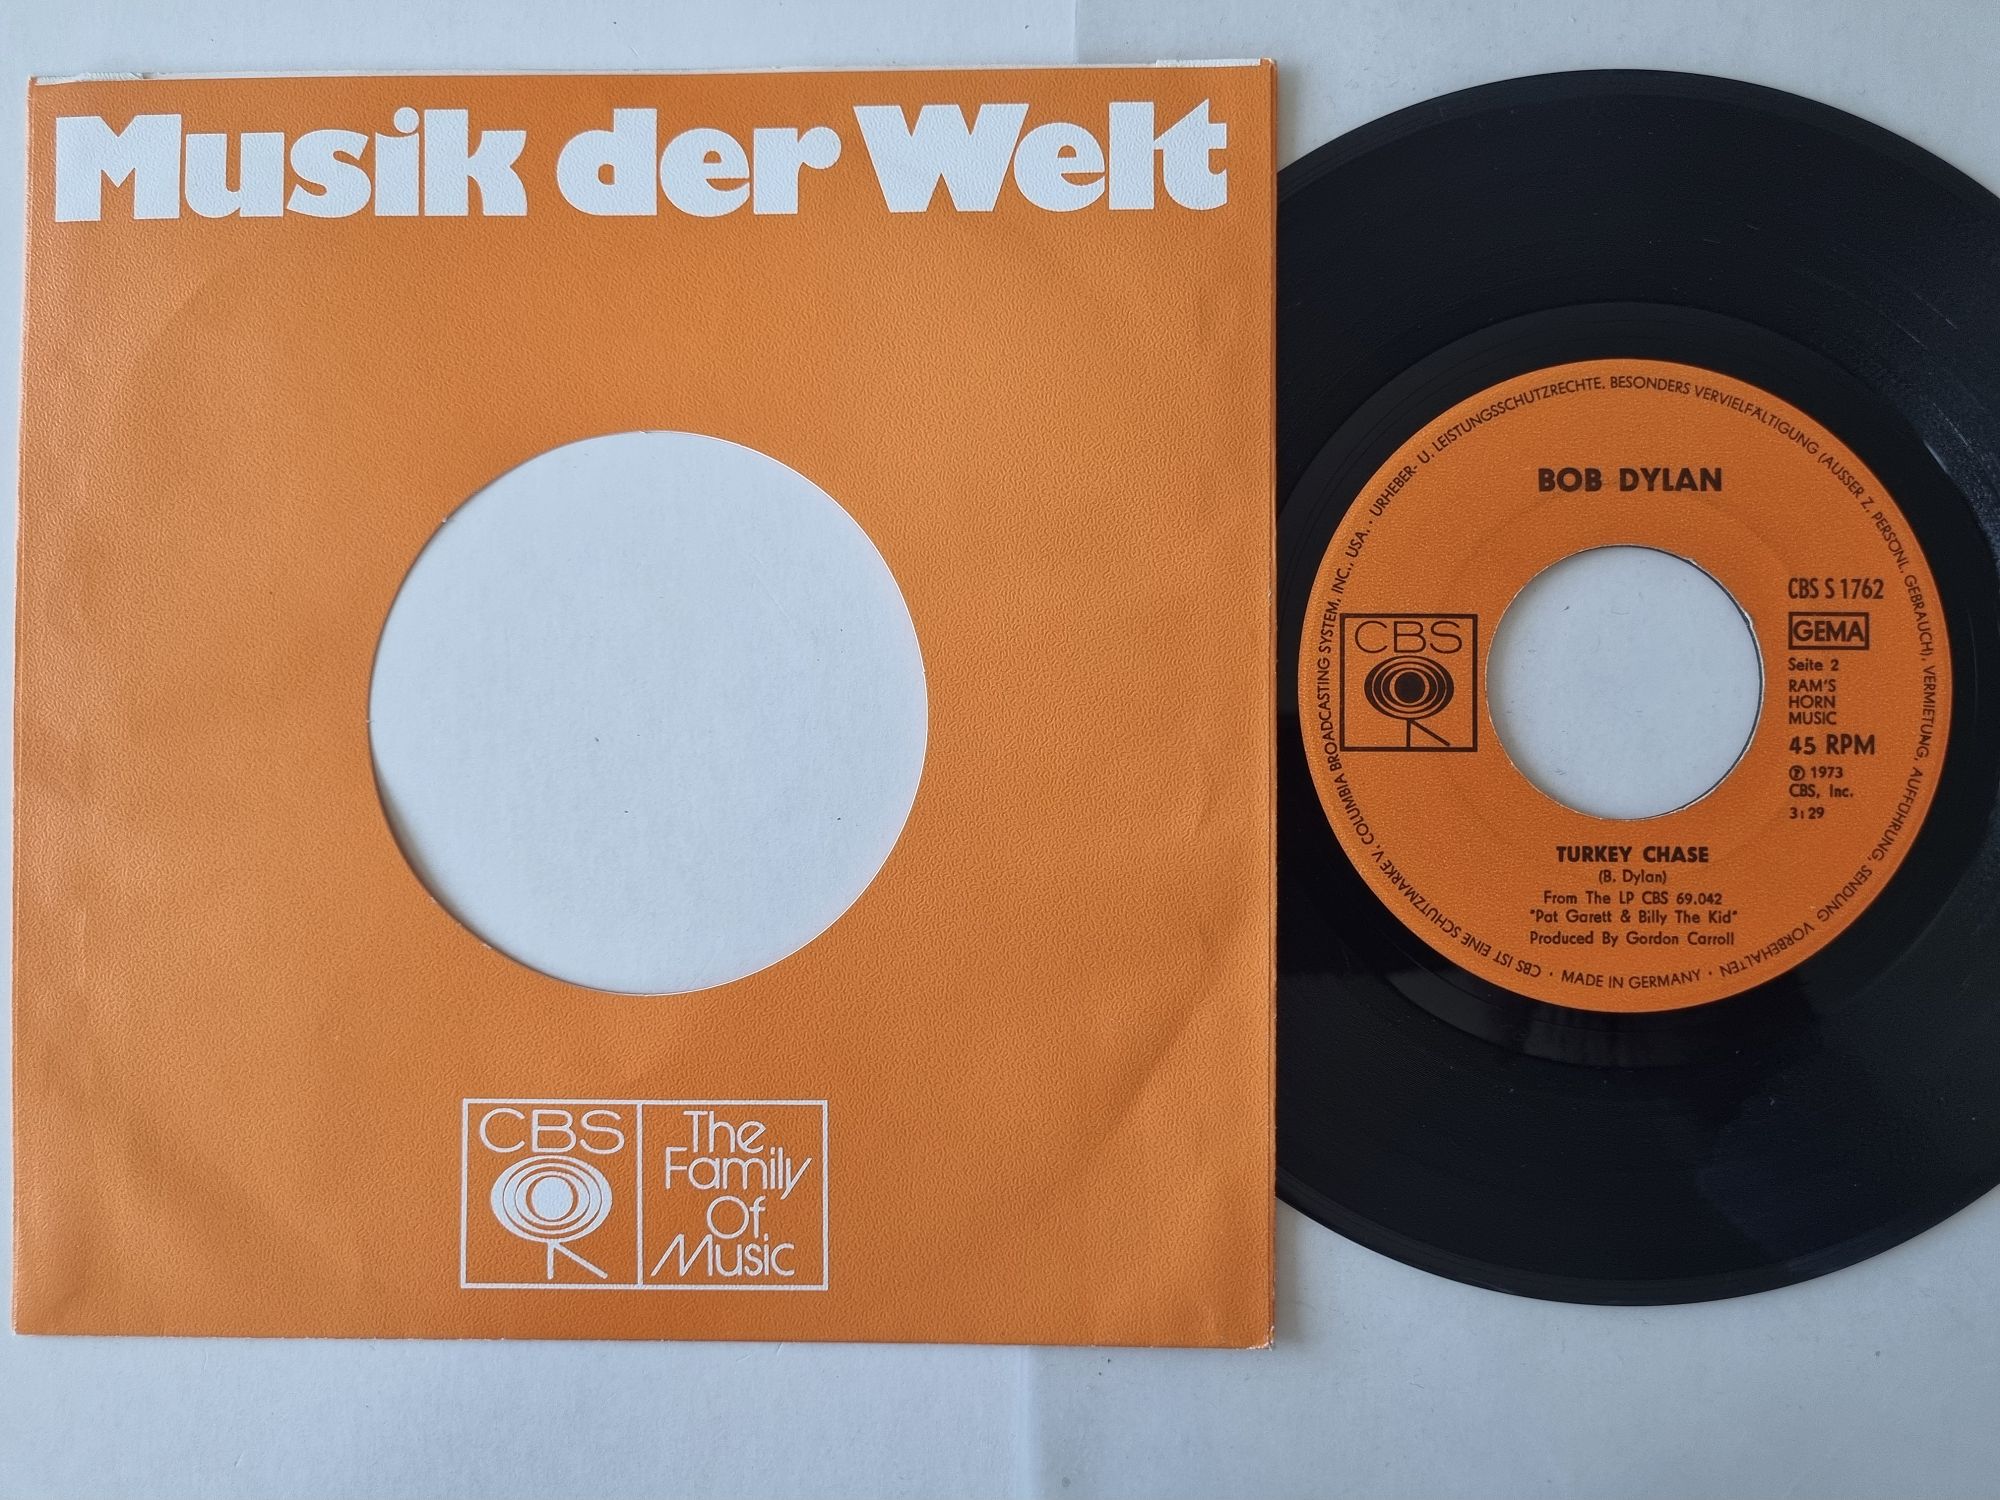 Musik der Welt
CBS
The
Family
Of
Music
BOB DYLAN
CBS
CBS S 1762
GEMA
Seite 2
RAM'S
HORN
MUSIC
45 RPM
Ⓟ 1973
CBS, Inc.
3:29
TURKEY CHASE
(B. Dylan)
From The LP CBS 69.042
"Pat Garett & Billy The Kid"
Produced By Gordon Carroll
CBS IST EINE SCHUTZMARKE V. COLUMBIA BROADCASTING SYSTEM, INC., USA. · URHEBER- U. LEISTUNGSSCHUTZRECHTE, BESONDERS VERVIELFÄLTIGUNG (AUSSER Z. PERSÖNL. GEBRAUCH), VERMIETUNG, AUFFÜHRUNG, SENDUNG VORBEHALTEN · MADE IN GERMANY ·